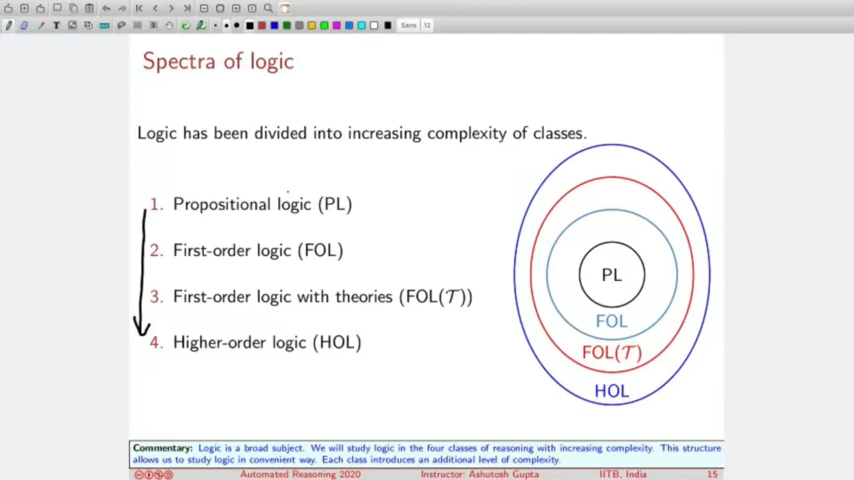 Sans 12
Spectra of logic
Logic has been divided into increasing complexity of classes.
1. Propositional logic (PL)
2. First-order logic (FOL)
3. First-order logic with theories (FOL(𝒯))
4. Higher-order logic (HOL)
PL
FOL
FOL(𝒯)
HOL
Commentary: Logic is a broad subject. We will study logic in the four classes of reasoning with increasing complexity. This structure
allows us to study logic in convenient way. Each class introduces an additional level of complexity.
Automated Reasoning 2020 Instructor: Ashutosh Gupta IITB, India 15